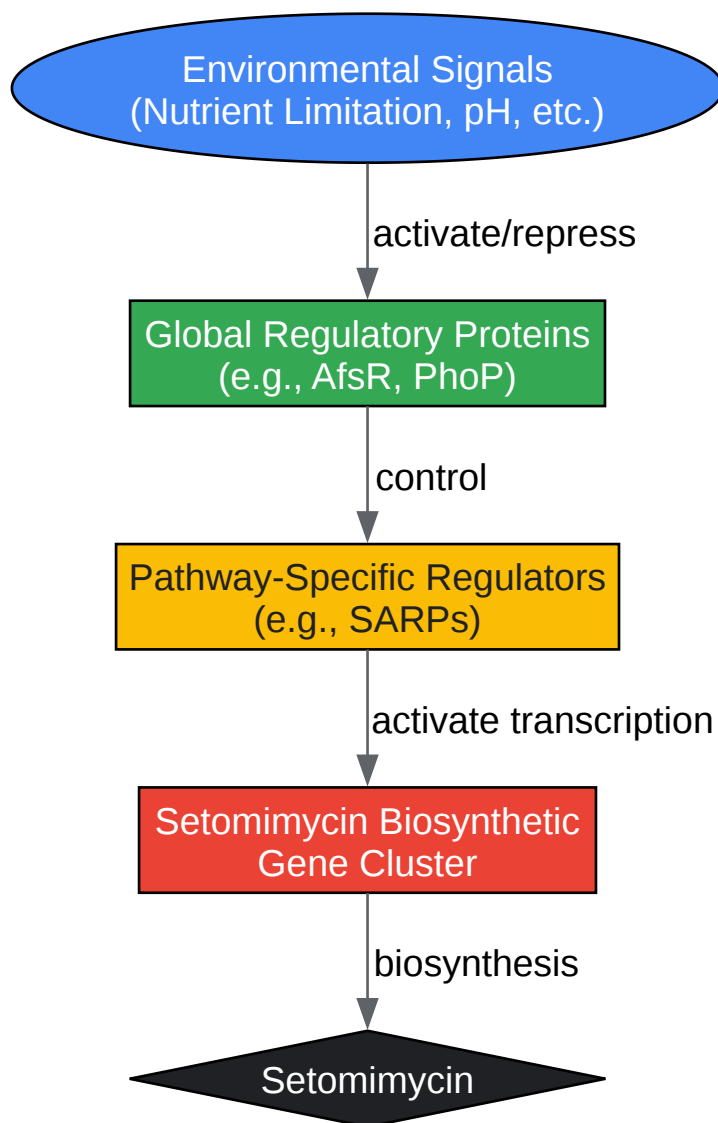 Environmental Signals
(Nutrient Limitation, pH, etc.)
activate/repress
Global Regulatory Proteins
(e.g., AfsR, PhoP)
control
Pathway-Specific Regulators
(e.g., SARPs)
activate transcription
Setomimycin Biosynthetic
Gene Cluster
biosynthesis
Setomimycin